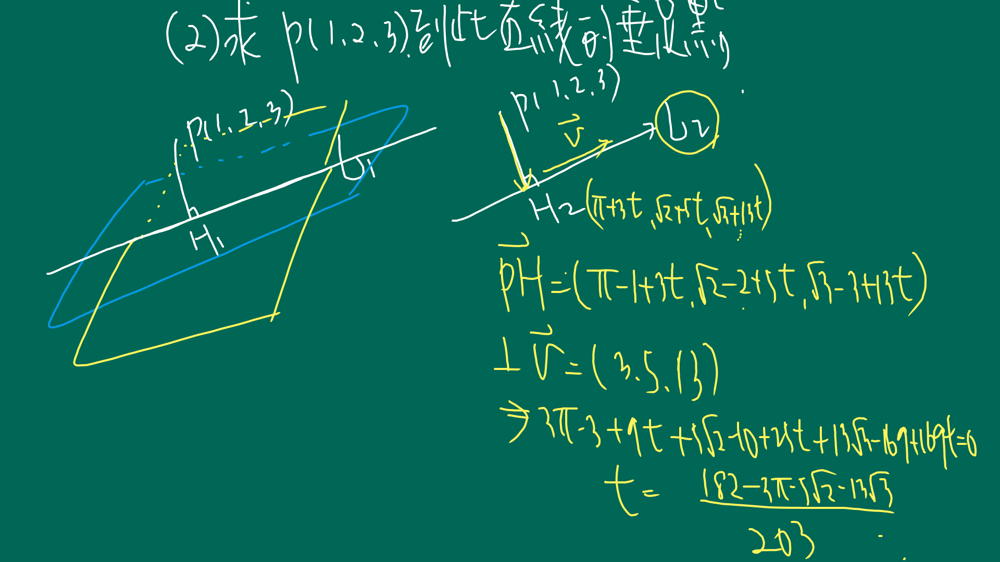 (2)求 P(1,2,3)到此直線(ō)垂足
P(1,2,3)
L1
H1
P(1,2,3)
v⃗
L2
H2(π+3t,√2+5t,√3+13t)
PH⃗=(π-1+3t,√2-2+5t,√3-3+13t)
⊥v⃗=(3.5.13)
⇒3π-3+9t+5√2-10+25t+13√3-169+169t=0
t=(182-3π-5√2-13√3)/203